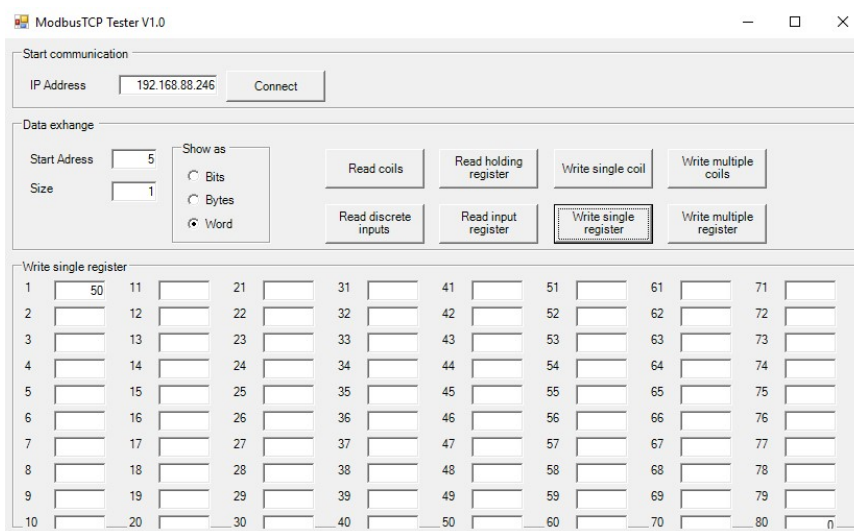 ModbusTCP Tester V1.0
Start communication
IP Address 192.168.88.246 Connect
Data exhange
Start Adress 5
Size 1
Show as
Bits
Bytes
Word
Read coils
Read holding
register
Write single coil
Write multiple
coils
Read discrete
inputs
Read input
register
Write single
register
Write multiple
register
Write single register
1 50 11 21 31 41 51 61 71
2 12 22 32 42 52 62 72
3 13 23 33 43 53 63 73
4 14 24 34 44 54 64 74
5 15 25 35 45 55 65 75
6 16 26 36 46 56 66 76
7 17 27 37 47 57 67 77
8 18 28 38 48 58 68 78
9 19 29 39 49 59 69 79
10 20 30 40 50 60 70 80 0